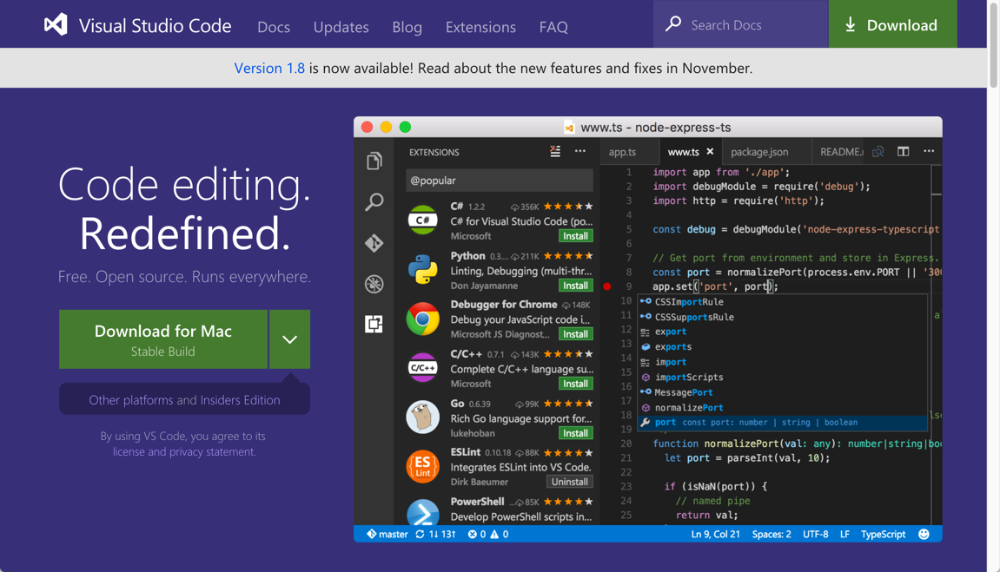 Visual Studio Code Docs Updates Blog Extensions FAQ Search Docs Download
Version 1.8 is now available! Read about the new features and fixes in November.
Code editing.
Redefined.
Free. Open source. Runs everywhere.
Download for Mac
Stable Build
Other platforms and Insiders Edition
By using VS Code, you agree to its
license and privacy statement.
www.ts - node-express-ts
EXTENSIONS
@popular
C# 1.2.2 356K
C# for Visual Studio Code (po...
Microsoft Install
Python 0.3.... 211K
Linting, Debugging (multi-thr...
Don Jayamanne Install
Debugger for Chrome 148K
Debug your JavaScript code i...
Microsoft JS Diagnost... Install
C/C++ 0.7.1 143K
Complete C/C++ language su...
Microsoft Install
Go 0.6.39 99K
Rich Go language support for...
lukehoban Install
ESLint 0.10.18 88K
Integrates ESLint into VS Code.
Dirk Baeumer Uninstall
PowerShell ... 85K
Develop PowerShell scripts in...
C#
C/C++
ES
Lint
app.ts www.ts package.json README.
1 import app from './app';
2 import debugModule = require('debug');
3 import http = require('http');
4
5 const debug = debugModule('node-express-typescript
6
7 // Get port from environment and store in Express.
8 const port = normalizePort(process.env.PORT || '300
9 app.set('port', port);
10 CSSImportRule
11 CSSSupportsRule
12 export
13 exports
14 import
15 importScripts
16 MessagePort
17 normalizePort
18 port const port: number | string | boolean
19
20 function normalizePort(val: any): number|string|boo
21 let port = parseInt(val, 10);
22
23 if (isNaN(port)) {
24 // named pipe
25 return val;
master 1↓ 13↑ 0 0 Ln 9, Col 21 Spaces: 2 UTF-8 LF TypeScript